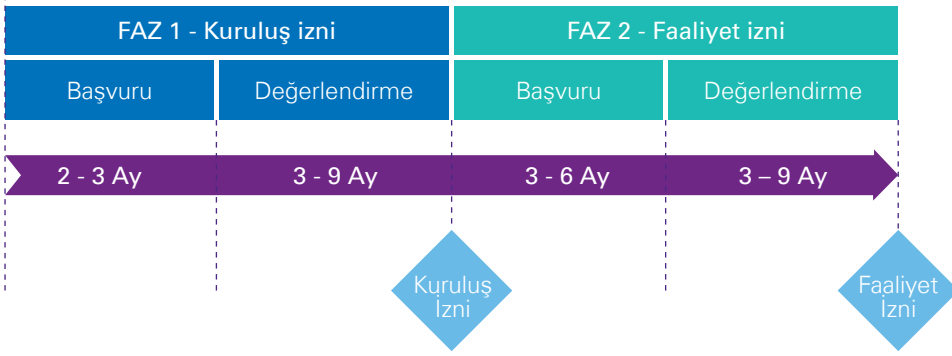 FAZ 1 - Kuruluş izni
FAZ 2 - Faaliyet izni
Başvuru
Değerlendirme
Başvuru
Değerlendirme
2 - 3 Ay
3 - 9 Ay
3 - 6 Ay
3 – 9 Ay
Kuruluş
İzni
Faaliyet
İzni